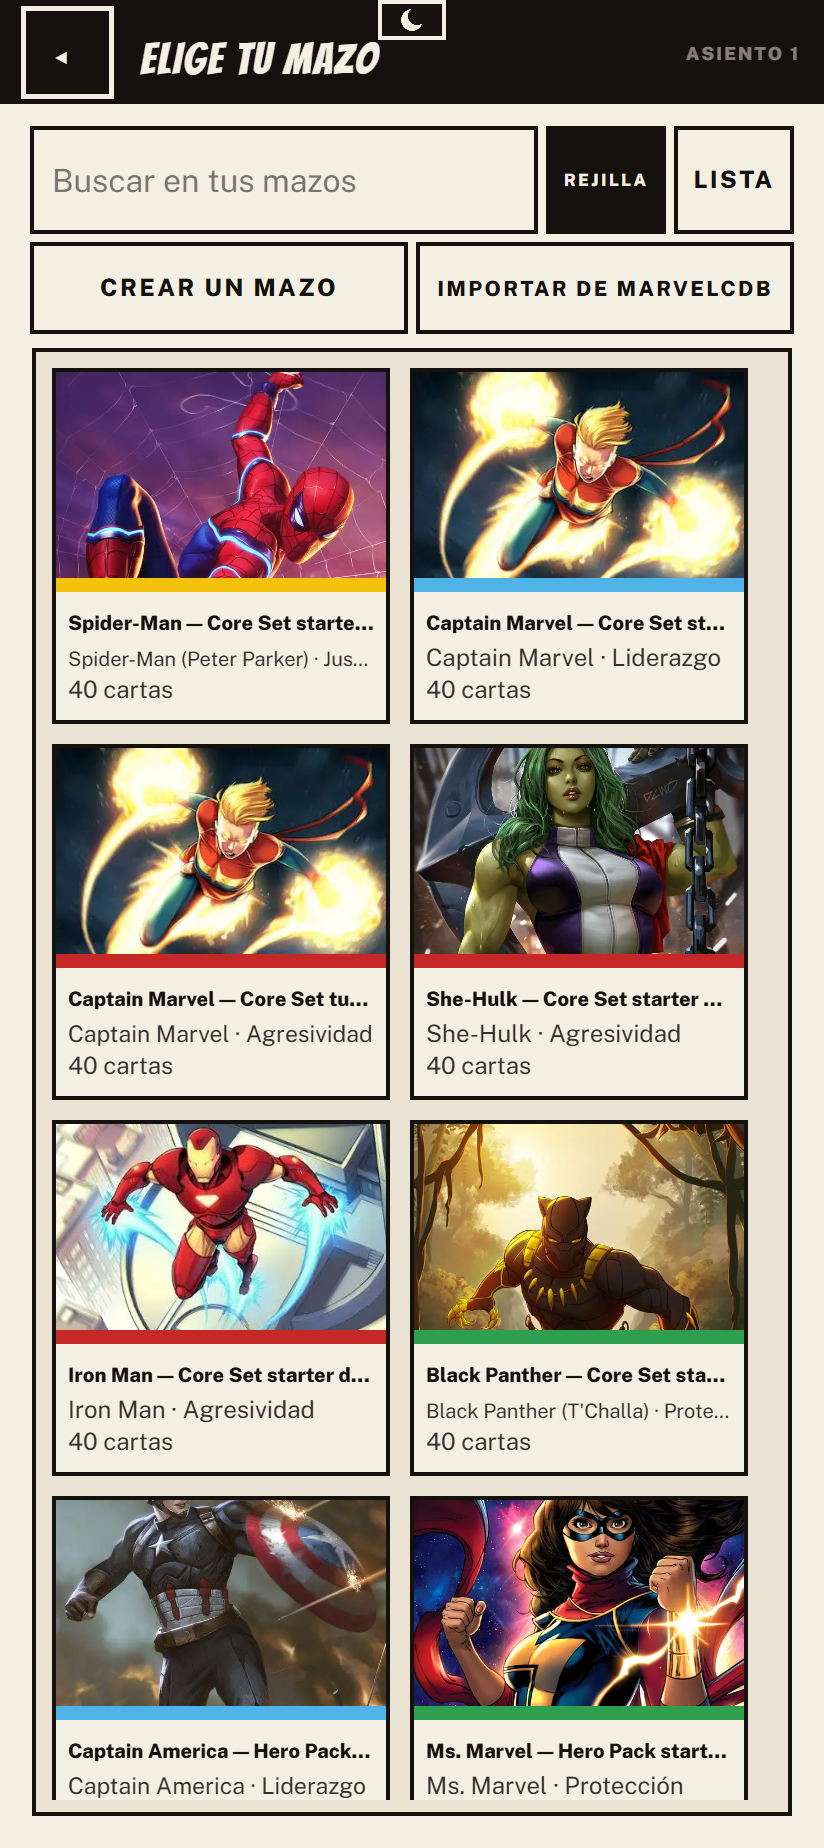 ◄
ELIGE TU MAZO
ASIENTO 1
Buscar en tus mazos
REJILLA
LISTA
CREAR UN MAZO
IMPORTAR DE MARVELCDB
Spider-Man — Core Set starte...
Spider-Man (Peter Parker) · Jus...
40 cartas
Captain Marvel — Core Set st...
Captain Marvel · Liderazgo
40 cartas
Captain Marvel — Core Set tu...
Captain Marvel · Agresividad
40 cartas
She-Hulk — Core Set starter ...
She-Hulk · Agresividad
40 cartas
Iron Man — Core Set starter d...
Iron Man · Agresividad
40 cartas
Black Panther — Core Set sta...
Black Panther (T'Challa) · Prote...
40 cartas
Captain America — Hero Pack...
Captain America · Liderazgo
Ms. Marvel — Hero Pack start...
Ms. Marvel · Protección